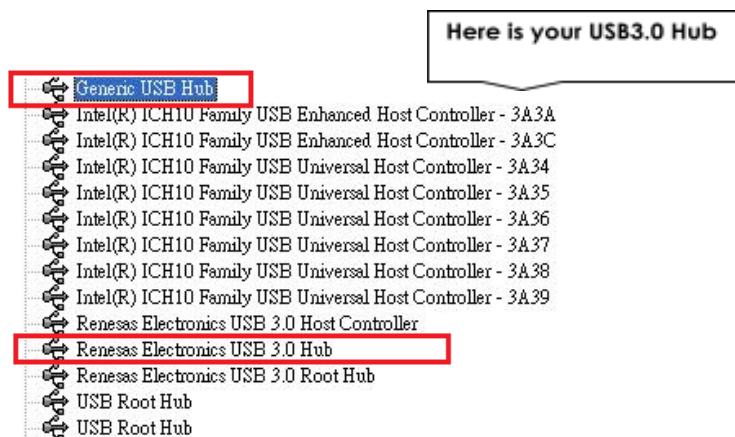 Here is your USB3.0 Hub
Generic USB Hub
Intel(R) ICH10 Family USB Enhanced Host Controller - 3A3A
Intel(R) ICH10 Family USB Enhanced Host Controller - 3A3C
Intel(R) ICH10 Family USB Universal Host Controller - 3A34
Intel(R) ICH10 Family USB Universal Host Controller - 3A35
Intel(R) ICH10 Family USB Universal Host Controller - 3A36
Intel(R) ICH10 Family USB Universal Host Controller - 3A37
Intel(R) ICH10 Family USB Universal Host Controller - 3A38
Intel(R) ICH10 Family USB Universal Host Controller - 3A39
Renesas Electronics USB 3.0 Host Controller
Renesas Electronics USB 3.0 Hub
Renesas Electronics USB 3.0 Root Hub
USB Root Hub
USB Root Hub